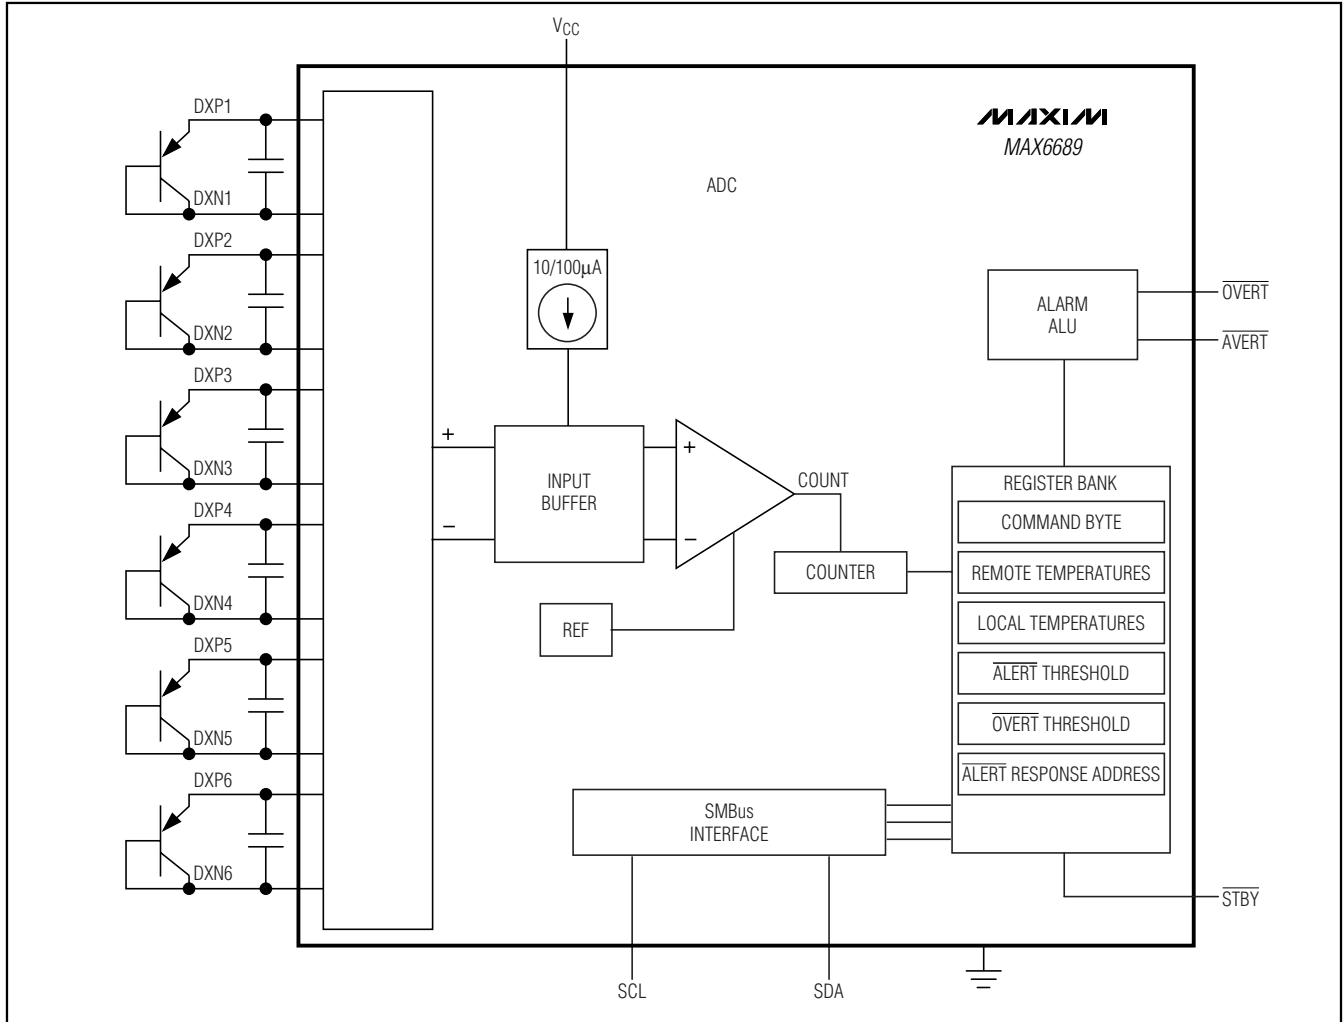 VCC
DXP1
DXN1
DXP2
DXN2
DXP3
DXN3
DXP4
DXN4
DXP5
DXN5
DXP6
DXN6
MAXIM
MAX6689
ADC
10/100µA
ALARM
ALU
OVERT
AVERT
+
−
INPUT
BUFFER
+
−
COUNT
COUNTER
REF
REGISTER BANK
COMMAND BYTE
REMOTE TEMPERATURES
LOCAL TEMPERATURES
ALERT THRESHOLD
OVERT THRESHOLD
ALERT RESPONSE ADDRESS
SMBus
INTERFACE
STBY
SCL
SDA